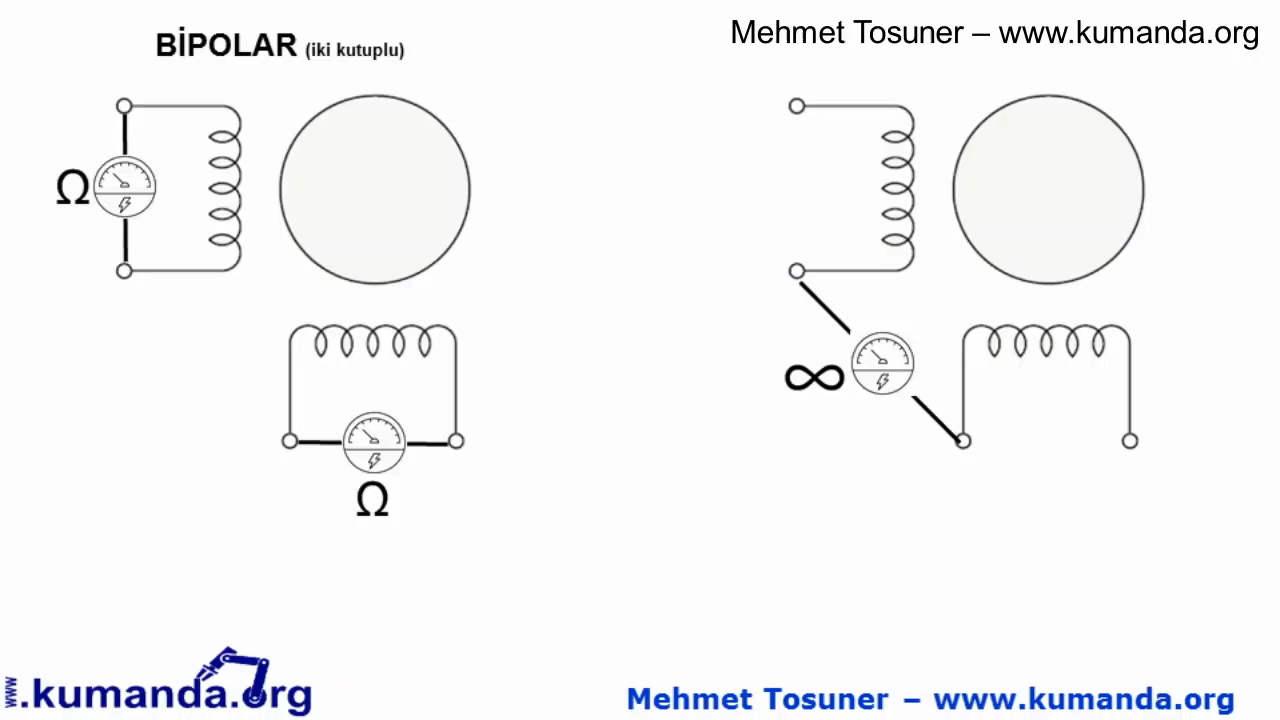 BİPOLAR (iki kutuplu)
Mehmet Tosuner – www.kumanda.org
Ω
∞
Ω
www.kumanda.org
Mehmet Tosuner – www.kumanda.org